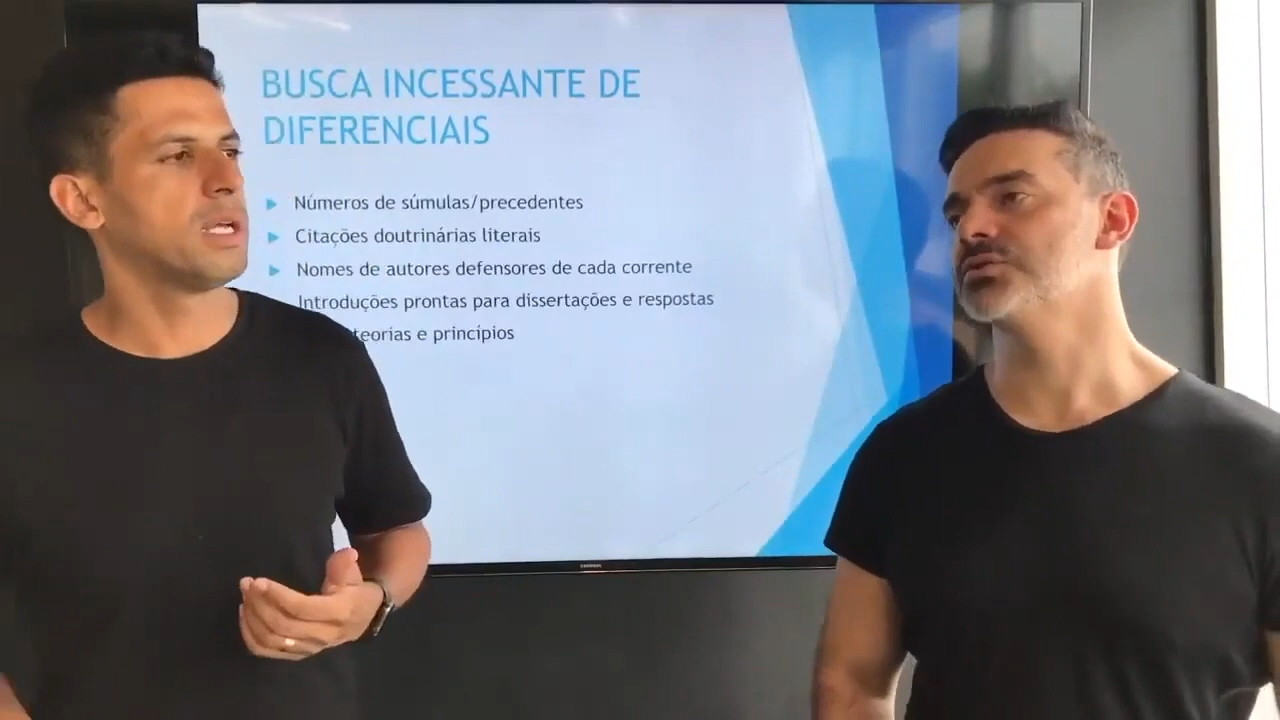 BUSCA INCESSANTE DE
DIFERENCIAIS
Números de súmulas/precedentes
Citações doutrinárias literais
Nomes de autores defensores de cada corrente
Introduções prontas para dissertações e respostas
teorias e princípios